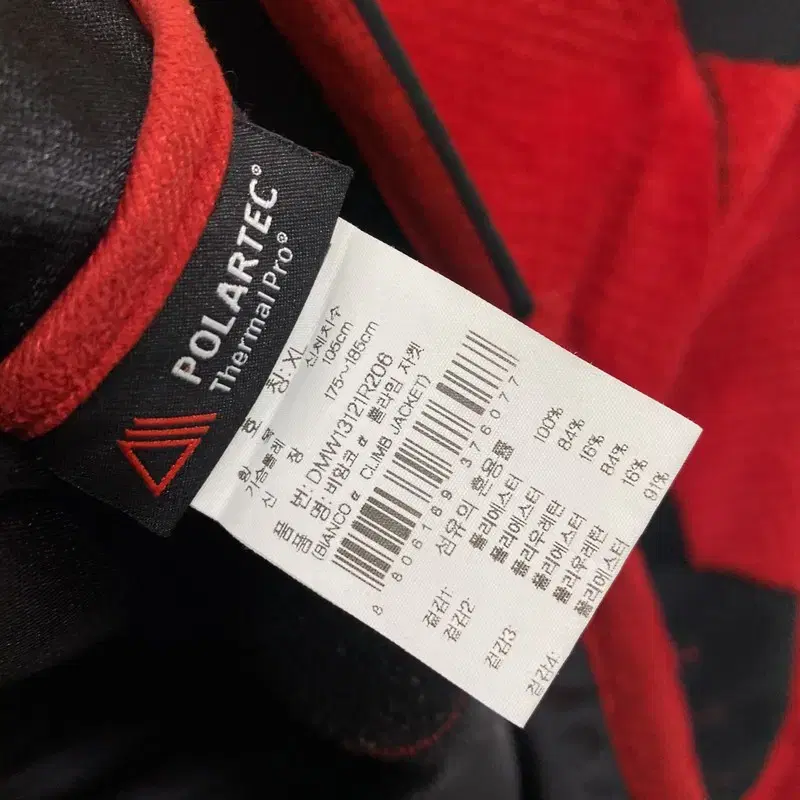 POLARTEC®
Thermal Pro®
호 칭: XL
항 목 신체치수
가슴둘레 105cm
신 장 175~185cm
품 번: DMW13121R206
품 명: 비앙코 α 클라임 자켓
(BIANCO α CLIMB JACKET)
8 806189 376077
섬유의 혼용률
겉감1: 폴리에스터 100%
겉감2: 폴리에스터 84%
폴리우레탄 16%
겉감3: 폴리에스터 84%
폴리우레탄 16%
겉감4: 폴리에스터 91%